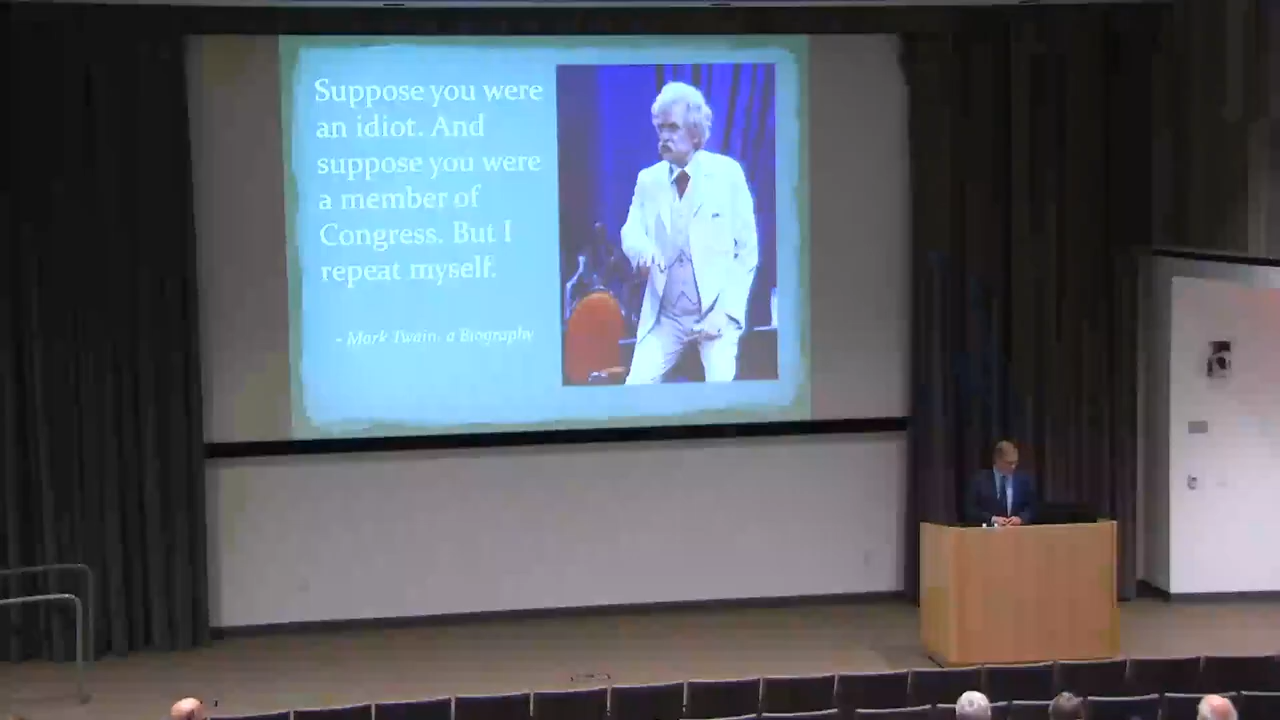 Suppose you were
an idiot. And
suppose you were
a member of
Congress. But I
repeat myself.
- Mark Twain, a Biography